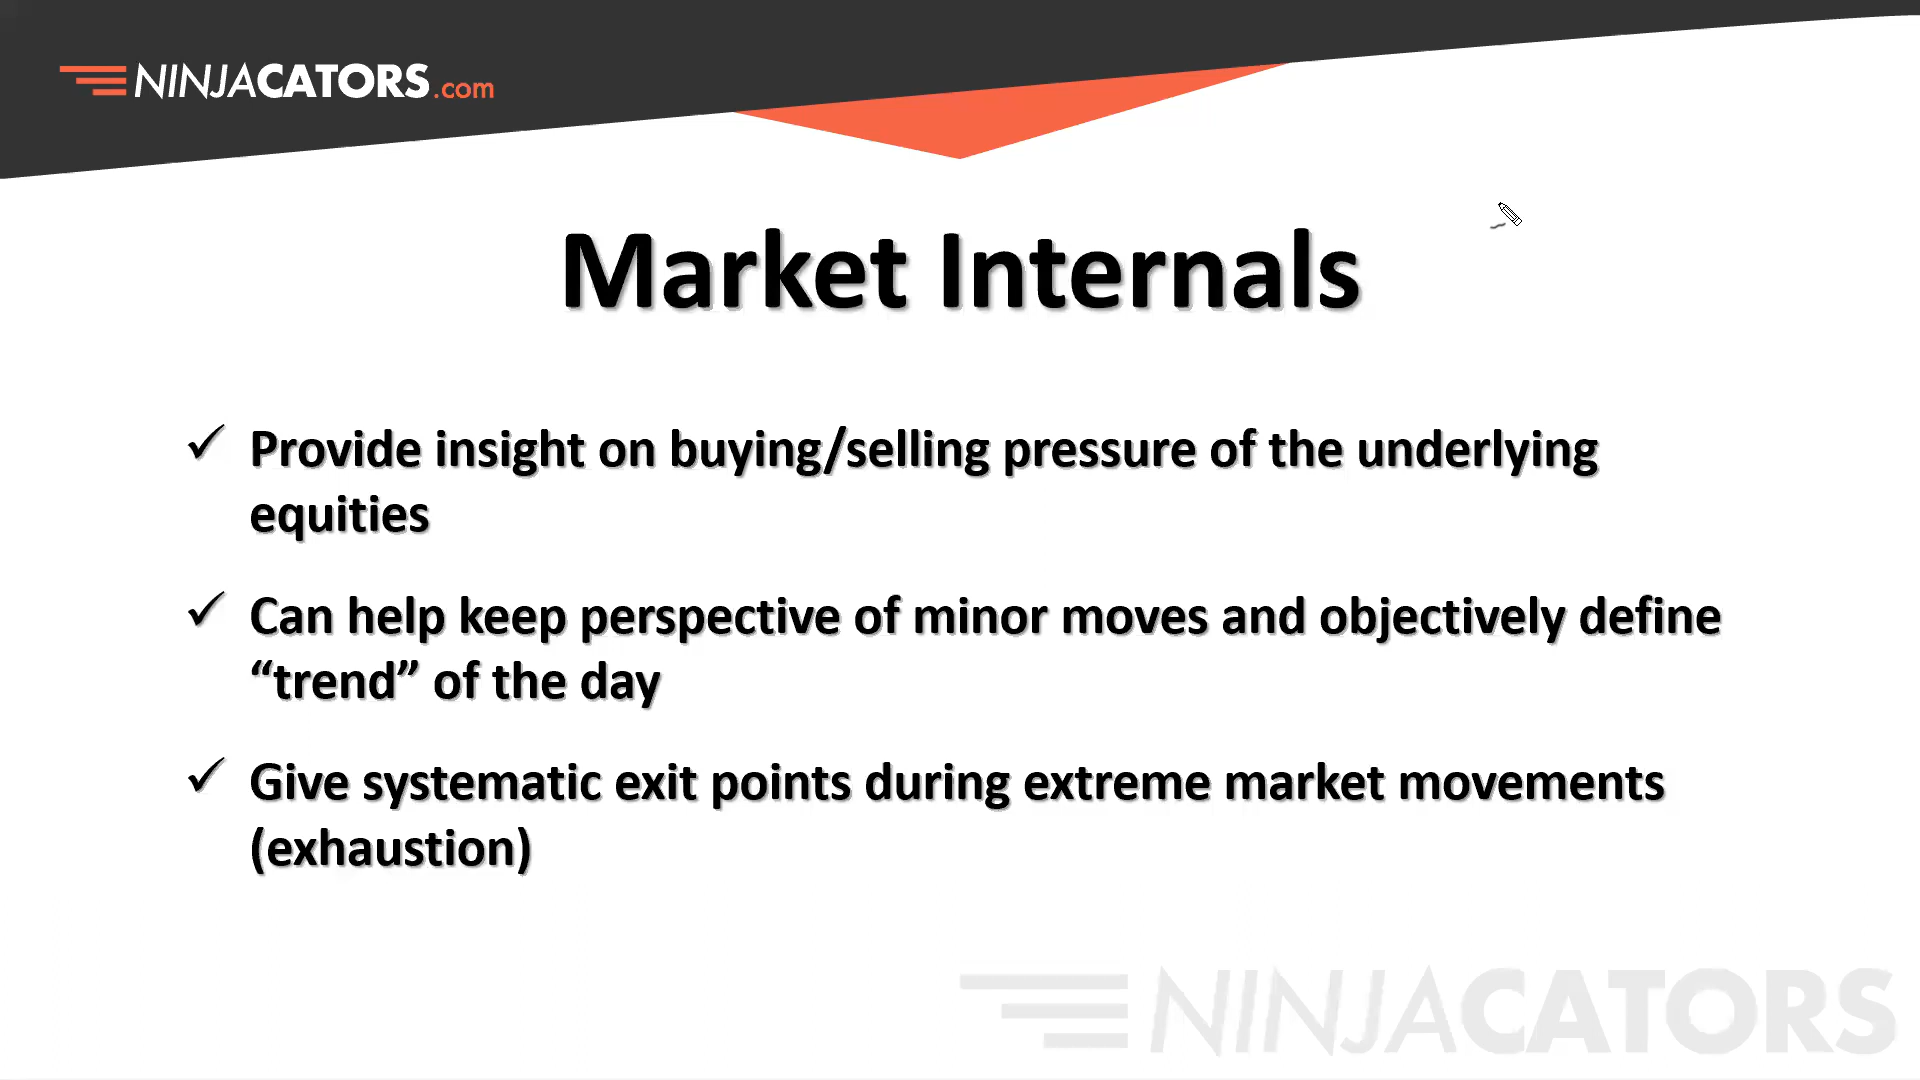 NINJACATORS.com
Market Internals
✓ Provide insight on buying/selling pressure of the underlying
equities
✓ Can help keep perspective of minor moves and objectively define
“trend” of the day
✓ Give systematic exit points during extreme market movements
(exhaustion)
NINJACATORS